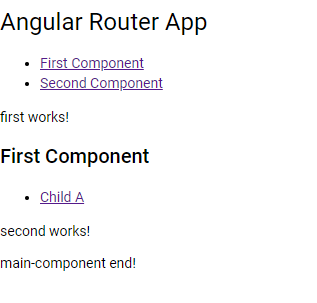 Angular Router App
First Component
Second Component
first works!
First Component
Child A
second works!
main-component end!